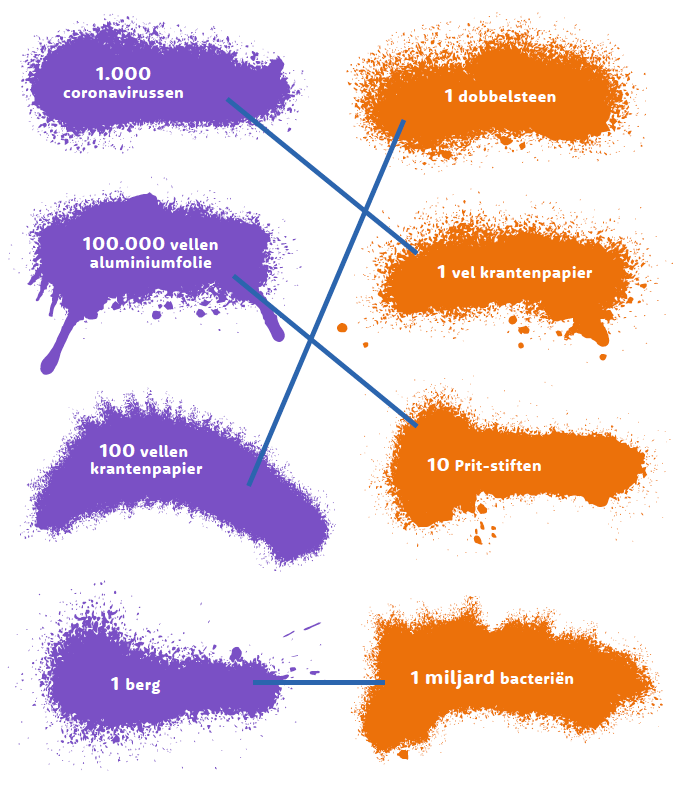 1.000
coronavirussen
1 dobbelsteen
100.000 vellen
aluminiumfolie
1 vel krantenpapier
100 vellen
krantenpapier
10 Prit-stiften
1 berg
1 miljard bacteriën